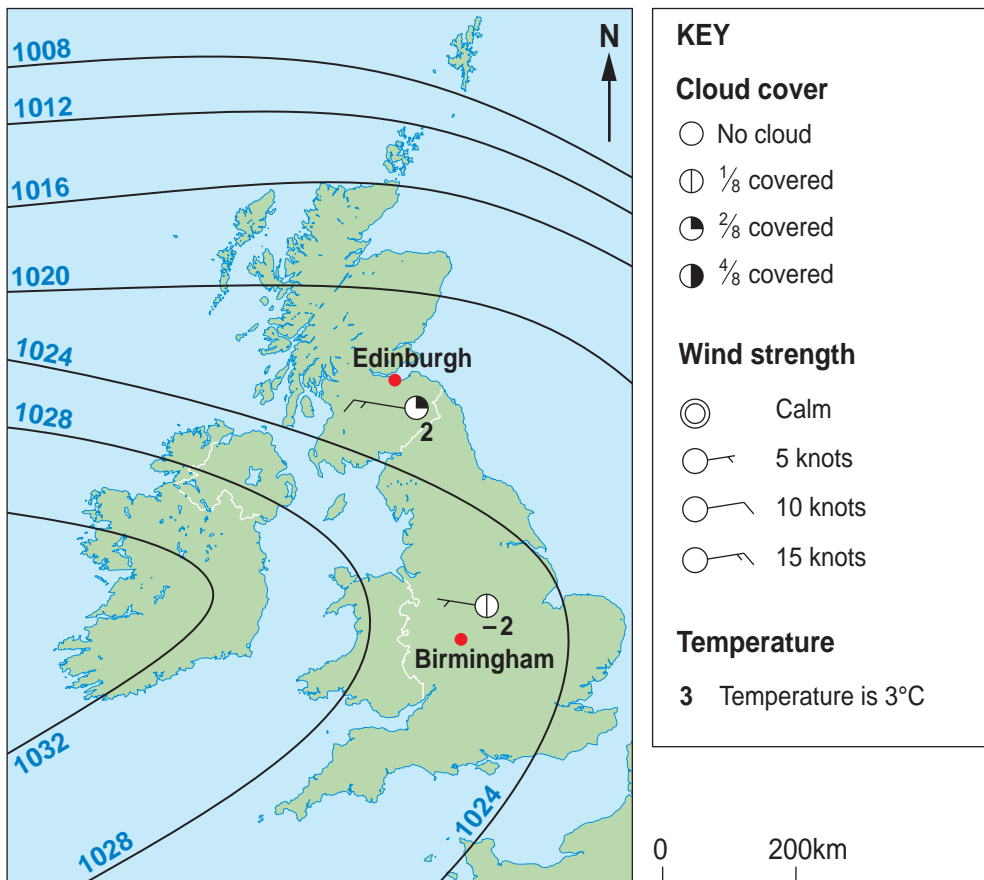 1008
1012
1016
1020
1024
1028
1032
1028
1024
N
Edinburgh
2
–2
Birmingham
KEY
Cloud cover
No cloud
⅛ covered
²⁄₈ covered
⁴⁄₈ covered
Wind strength
Calm
5 knots
10 knots
15 knots
Temperature
3 Temperature is 3°C
0 200km